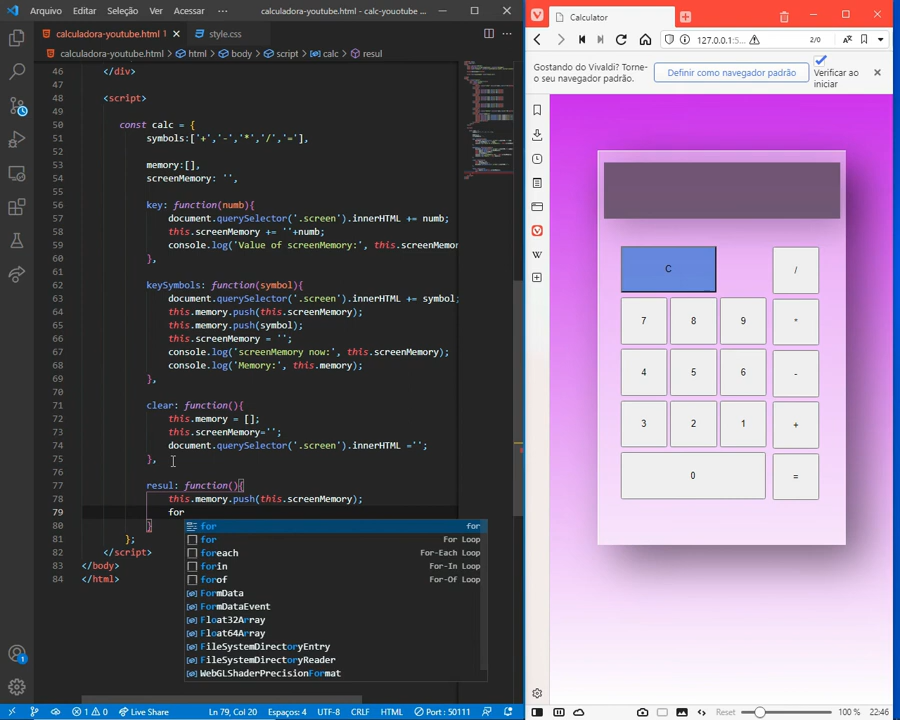 Arquivo Editar Seleção Ver Acessar ··· calculadora-youtube.html - calc-youotube ...
calculadora-youtube.html 1 style.css
calculadora-youtube.html > html > body > script > calc > resul
46 </div>
47
48 <script>
49
50 const calc = {
51 symbols:['+','-','*','/','='],
52
53 memory:[],
54 screenMemory: '',
55
56 key: function(numb){
57 document.querySelector('.screen').innerHTML += numb;
58 this.screenMemory += ''+numb;
59 console.log('Value of screenMemory:', this.screenMemor
60 },
61
62 keySymbols: function(symbol){
63 document.querySelector('.screen').innerHTML += symbol;
64 this.memory.push(this.screenMemory);
65 this.memory.push(symbol);
66 this.screenMemory = '';
67 console.log('screenMemory now:', this.screenMemory);
68 console.log('Memory:', this.memory);
69 },
70
71 clear: function(){
72 this.memory = [];
73 this.screenMemory='';
74 document.querySelector('.screen').innerHTML ='';
75 },
76
77 resul: function(){
78 this.memory.push(this.screenMemory);
79 for
80 }
81 };
82 </script>
83 </body>
84 </html>
for for
for For Loop
foreach For-Each Loop
forin For-In Loop
forof For-Of Loop
FormData
FormDataEvent
Float32Array
Float64Array
FileSystemDirectoryEntry
FileSystemDirectoryReader
WebGLShaderPrecisionFormat
1
1 0 Live Share Ln 79, Col 20 Espaços: 4 UTF-8 CRLF HTML Port : 50111
Calculator
127.0.0.1:5... 2/0
Gostando do Vivaldi? Torne-
o seu navegador padrão.
Definir como navegador padrão
Verificar ao
iniciar
W
C /
7 8 9 *
4 5 6 -
3 2 1 +
0 =
Reset 100 % 22:46